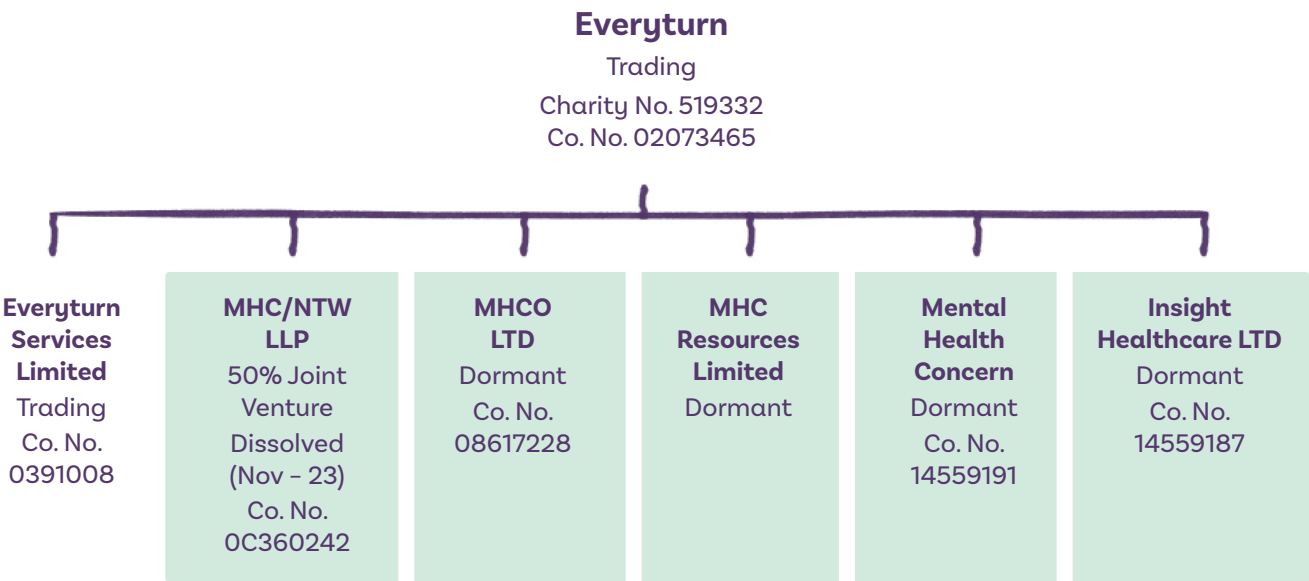 Everyturn
Trading
Charity No. 519332
Co. No. 02073465
Everyturn
Services
Limited
Trading
Co. No.
0391008
MHC/NTW
LLP
50% Joint
Venture
Dissolved
(Nov – 23)
Co. No.
0C360242
MHCO
LTD
Dormant
Co. No.
08617228
MHC
Resources
Limited
Dormant
Mental
Health
Concern
Dormant
Co. No.
14559191
Insight
Healthcare LTD
Dormant
Co. No.
14559187